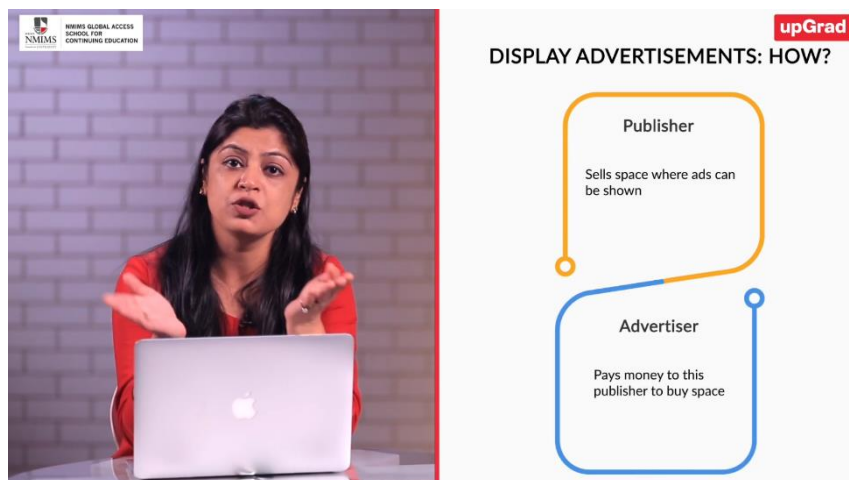 NMIMS
NMIMS GLOBAL ACCESS
SCHOOL FOR
CONTINUING EDUCATION
upGrad
DISPLAY ADVERTISEMENTS: HOW?
Publisher
Sells space where ads can
be shown
Advertiser
Pays money to this
publisher to buy space